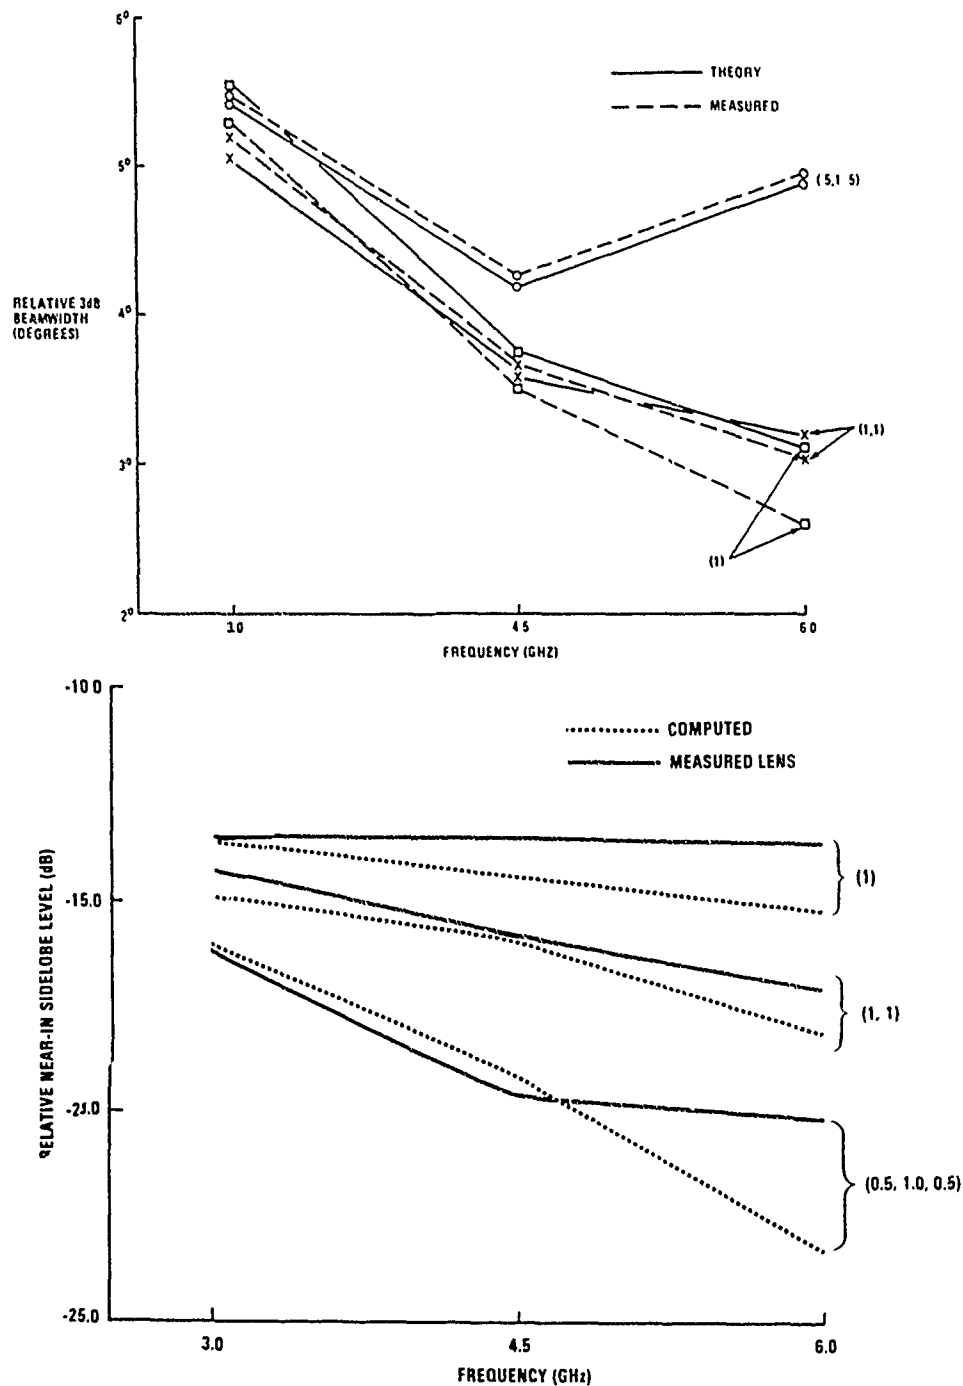 6°
THEORY
MEASURED
5°
(5,1 5)
RELATIVE 3dB
BEAMWIDTH
(DEGREES)
4°
(1,1)
3°
(1)
2°
3.0
4 5
6 0
FREQUENCY (GHZ)
-10 0
COMPUTED
MEASURED LENS
RELATIVE NEAR-IN SIDELOBE LEVEL (dB)
(1)
-15.0
(1, 1)
(0.5, 1.0, 0.5)
-25.0
3.0
4.5
6.0
FREQUENCY (GHz)